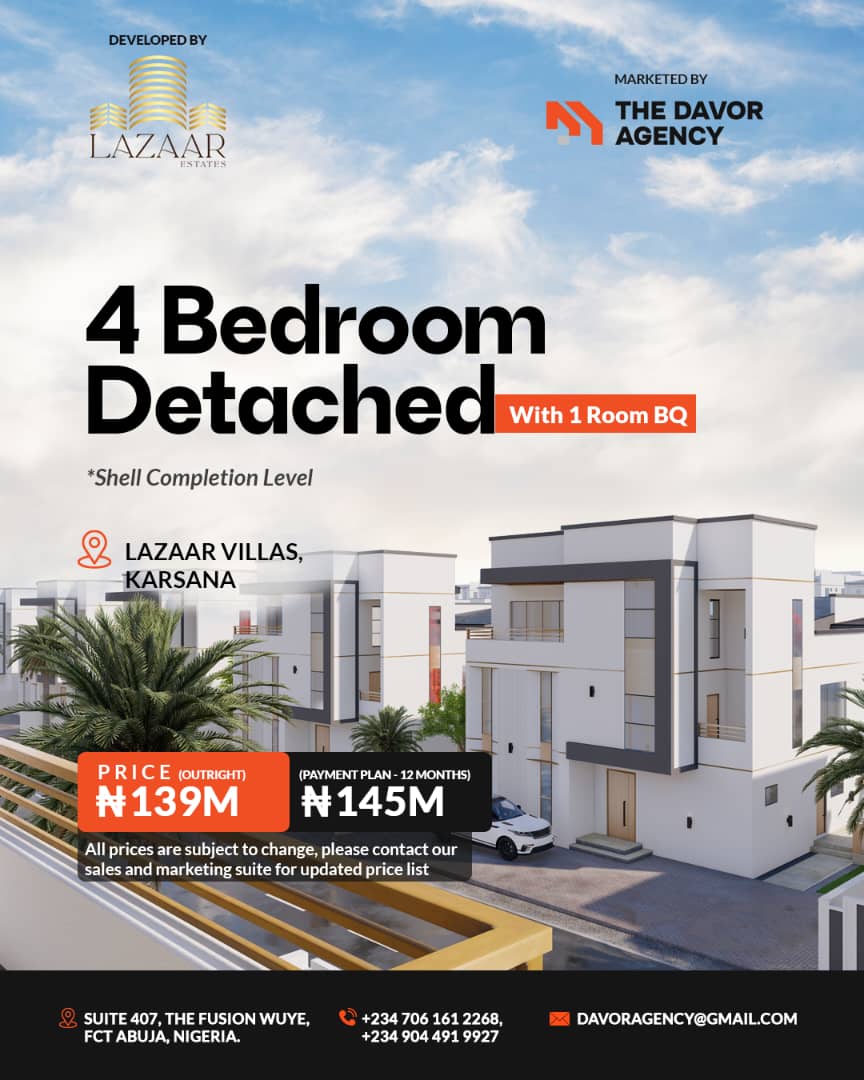 DEVELOPED BY
LAZAAR
ESTATES
MARKETED BY
THE DAVOR
AGENCY
4 Bedroom
Detached
With 1 Room BQ
*Shell Completion Level
LAZAAR VILLAS,
KARSANA
PRICE (OUTRIGHT)
₦139M
(PAYMENT PLAN - 12 MONTHS)
₦145M
All prices are subject to change, please contact our
sales and marketing suite for updated price list
SUITE 407, THE FUSION WUYE,
FCT ABUJA, NIGERIA.
+234 706 161 2268,
+234 904 491 9927
DAVORAGENCY@GMAIL.COM